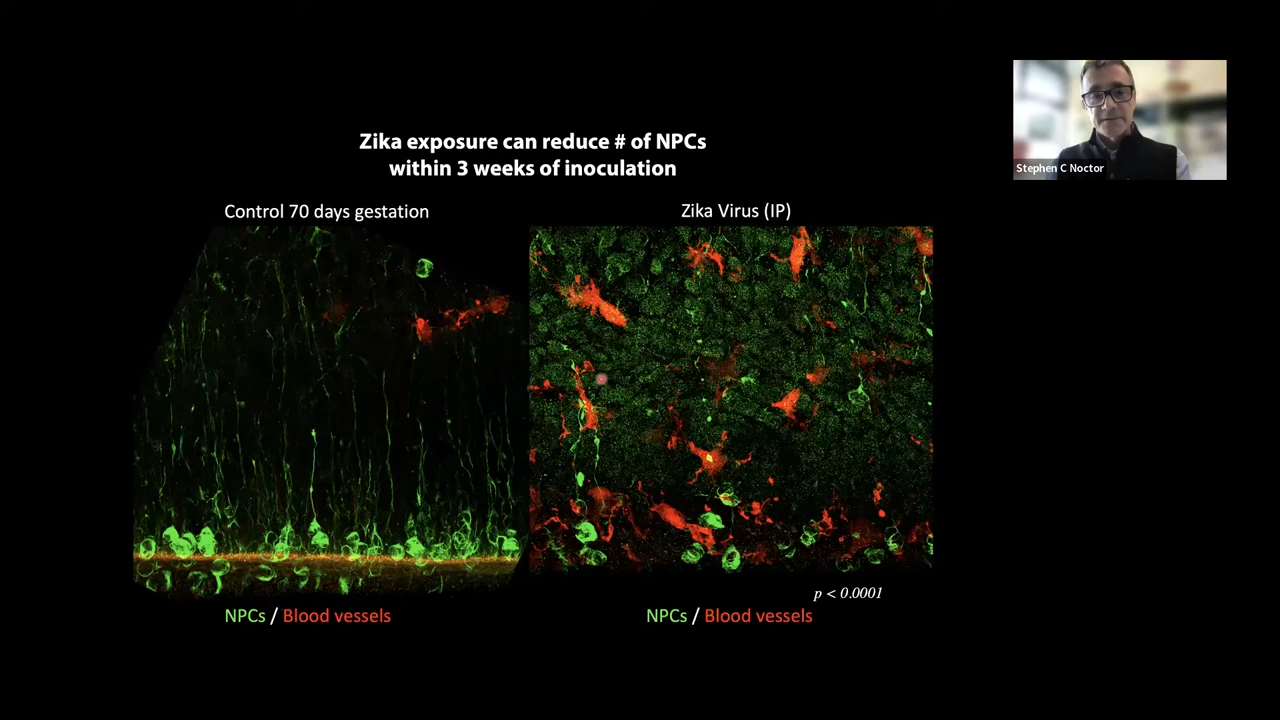 Zika exposure can reduce # of NPCs
within 3 weeks of inoculation
Stephen C Noctor
Control 70 days gestation
Zika Virus (IP)
p < 0.0001
NPCs / Blood vessels
NPCs / Blood vessels